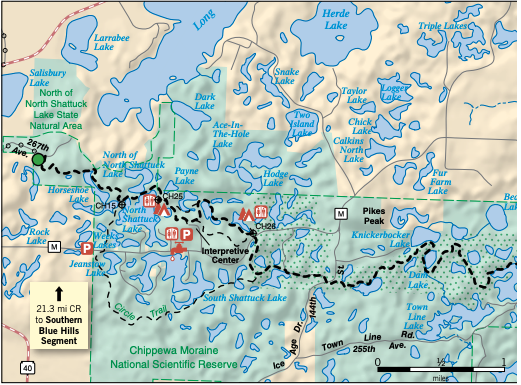 Larrabee
Lake
Long
Herde
Lake
Triple Lakes
Salisbury
Lake
North of
North Shattuck
Lake State
Natural Area
Dark
Lake
Snake
Lake
Taylor
Lake
Logger
Lake
Ace-In-
The-Hole
Lake
Two
Island
Lake
Chick
Lake
Calkins
North
Lake
267th
Ave.
North of
North Shattuck
Lake
Payne
Lake
Hodge
Lake
Fur
Farm
Lake
Horseshoe
Lake
CH15
CH25
North
Shattuck
Lake
CH26
M
Pikes
Peak
Knickerbocker
Lake
Rock
Lake
M
P
Weeks
Lake
P
Jeanstow
Lake
Interpretive
Center
Dam
Lake
South Shattuck Lake
Circle Trail
144th
St.
Town
Line
Lake
21.3 mi CR
to Southern
Blue Hills
Segment
Chippewa Moraine
National Scientific Reserve
Ice Age Dr.
Town Line Rd.
255th Ave.
40
0 ½ 1
miles